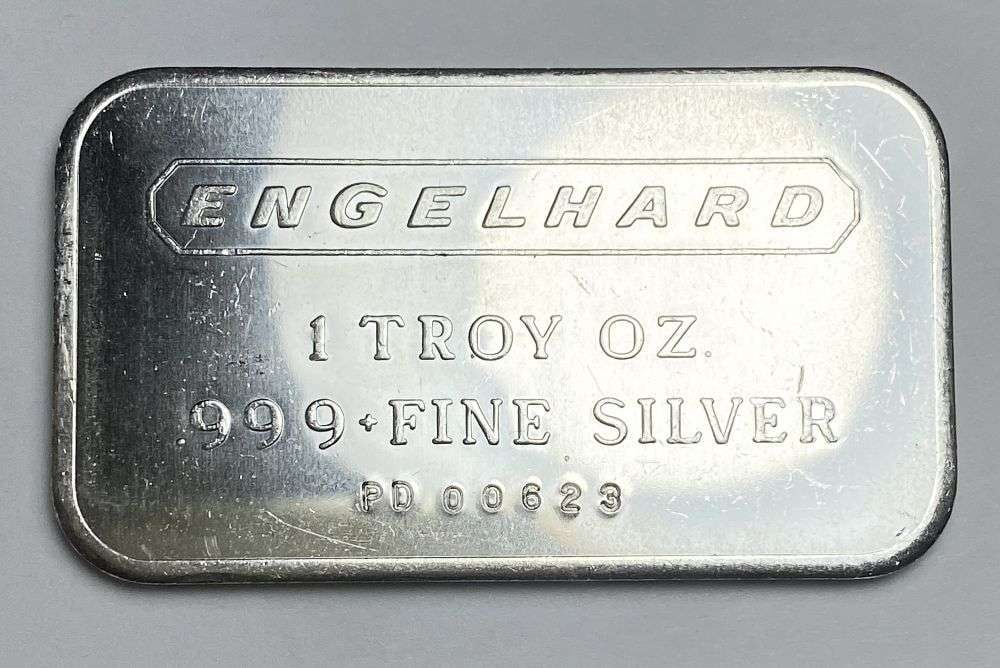 ENGELHARD
1 TROY OZ.
.999+ FINE SILVER
PD 00623